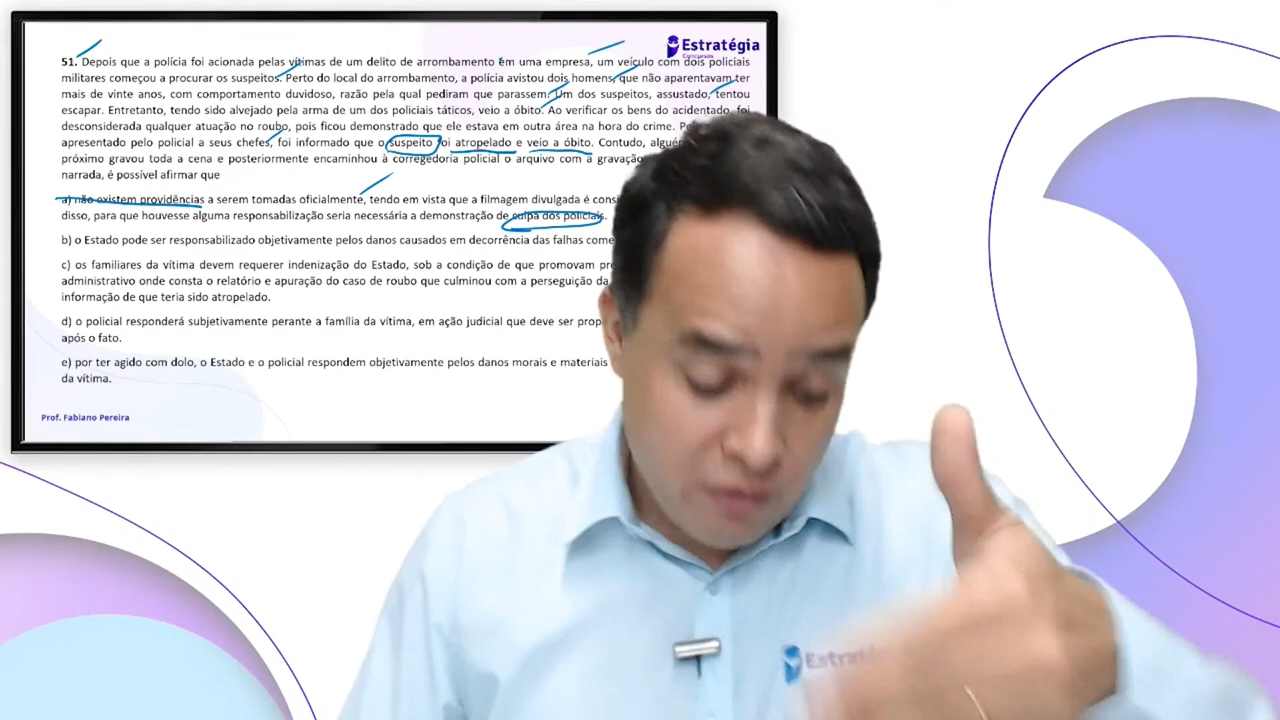 Estratégia
Concursos
51. Depois que a polícia foi acionada pelas vítimas de um delito de arrombamento em uma empresa, um veículo com dois policiais
militares começou a procurar os suspeitos. Perto do local do arrombamento, a polícia avistou dois homens, que não aparentavam ter
mais de vinte anos, com comportamento duvidoso, razão pela qual pediram que parassem. Um dos suspeitos, assustado, tentou
escapar. Entretanto, tendo sido alvejado pela arma de um dos policiais táticos, veio a óbito. Ao verificar os bens do acidentado, foi
desconsiderada qualquer atuação no roubo, pois ficou demonstrado que ele estava em outra área na hora do crime.
apresentado pelo policial a seus chefes, foi informado que o suspeito foi atropelado e veio a óbito. Contudo,
próximo gravou toda a cena e posteriormente encaminhou à corregedoria policial o arquivo com a gravação
narrada, é possível afirmar que
a) não existem providências a serem tomadas oficialmente, tendo em vista que a filmagem divulgada é
disso, para que houvesse alguma responsabilização seria necessária a demonstração de culpa dos policiais.
b) o Estado pode ser responsabilizado objetivamente pelos danos causados em decorrência das falhas
c) os familiares da vítima devem requerer indenização do Estado, sob a condição de que promovam
administrativo onde consta o relatório e apuração do caso de roubo que culminou com a perseguição da
informação de que teria sido atropelado.
d) o policial responderá subjetivamente perante a família da vítima, em ação judicial que deve ser
após o fato.
e) por ter agido com dolo, o Estado e o policial respondem objetivamente pelos danos morais e materiais
da vítima.
Prof. Fabiano Pereira